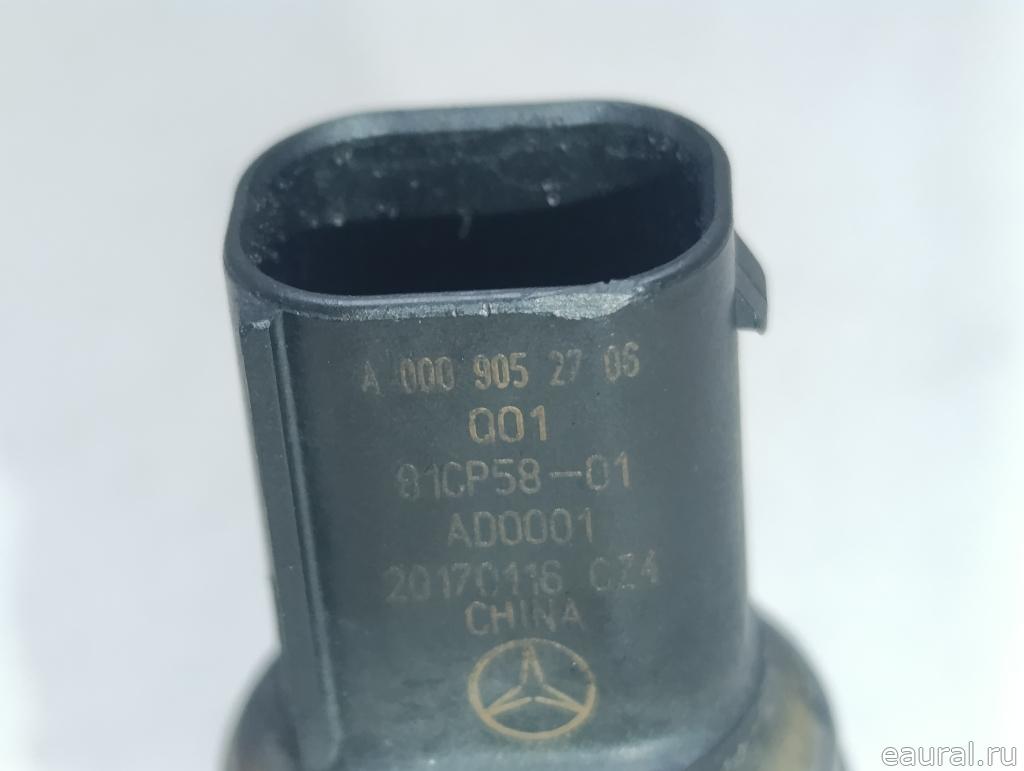 A 000 905 27 06
Q01
81CP58-01
AD0001
20170116 CZ4
CHINA
eaural.ru